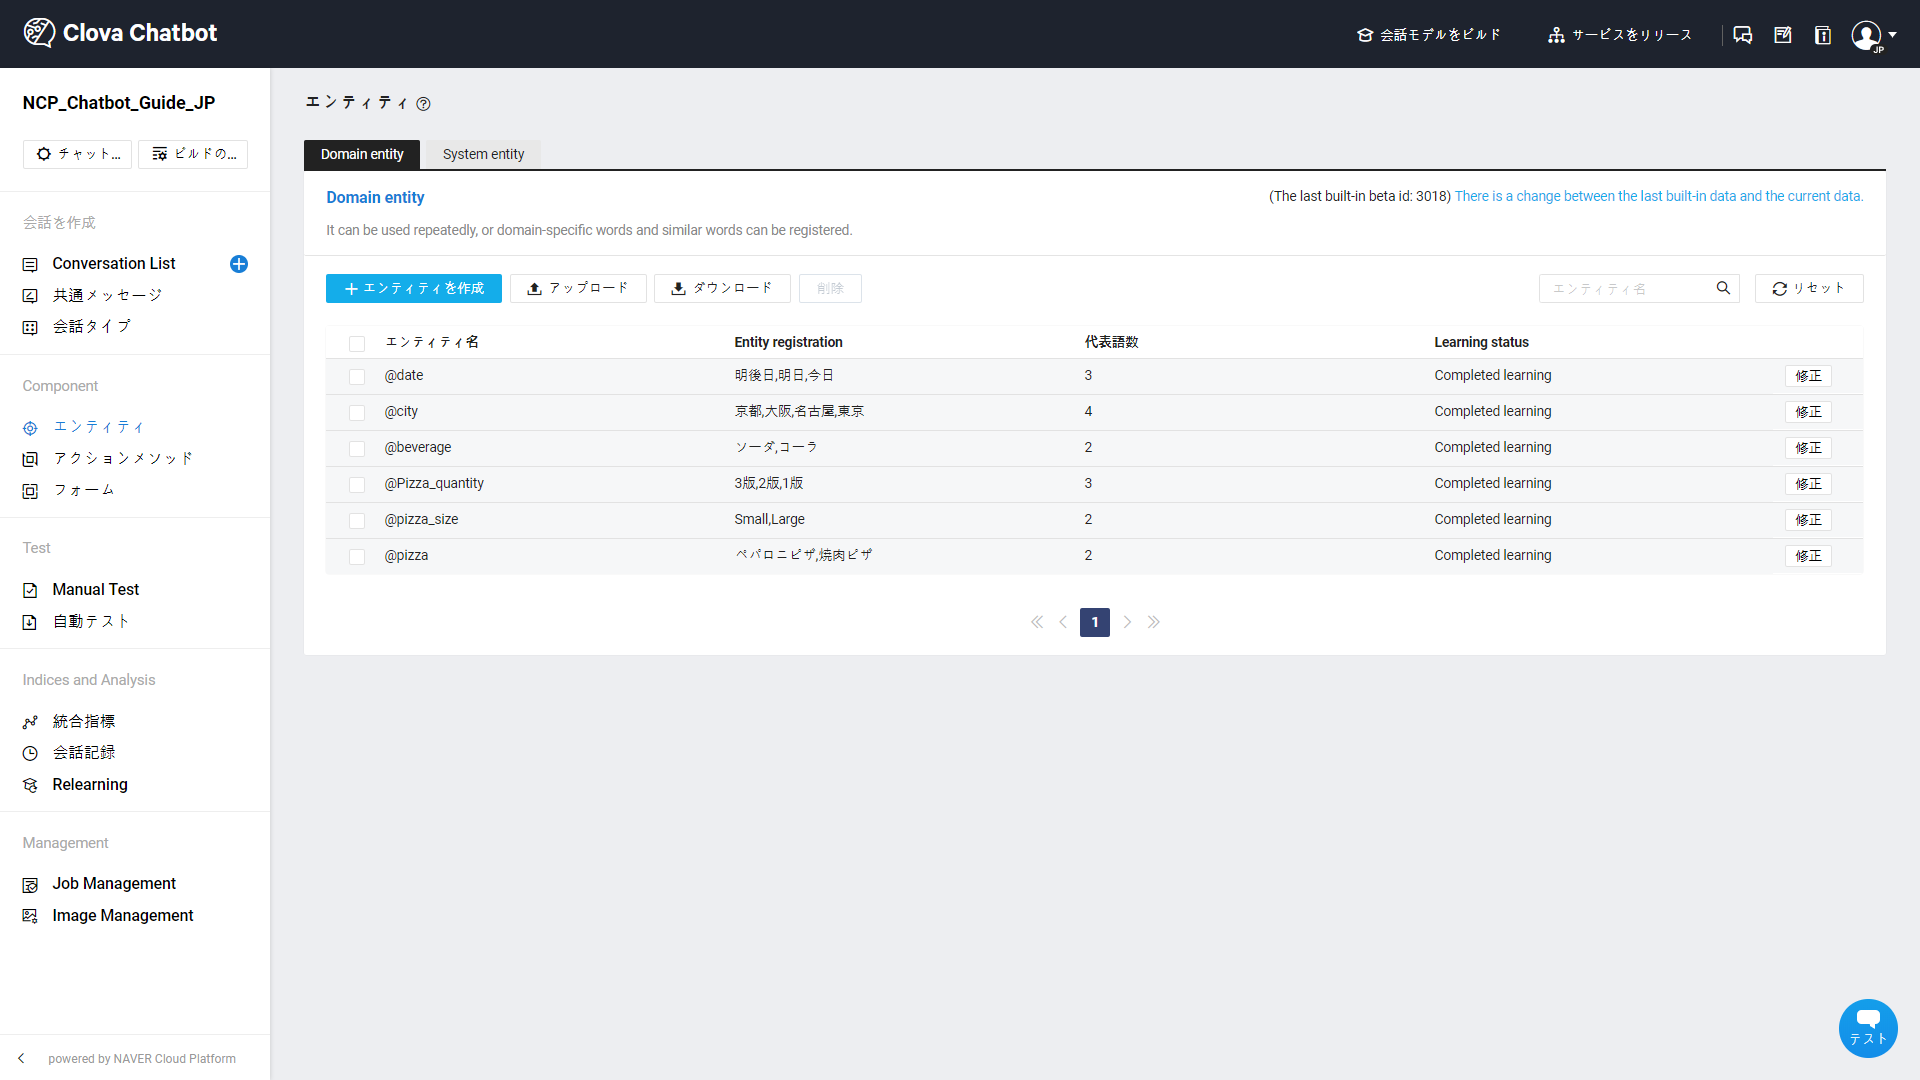 Clova Chatbot
会話モデルをビルド
サービスをリリース
JP
NCP_Chatbot_Guide_JP
チャット...
ビルドの...
会話を作成
Conversation List
共通メッセージ
会話タイプ
Component
エンティティ
アクションメソッド
フォーム
Test
Manual Test
自動テスト
Indices and Analysis
統合指標
会話記録
Relearning
Management
Job Management
Image Management
powered by NAVER Cloud Platform
エンティティ
Domain entity
System entity
Domain entity
(The last built-in beta id: 3018) There is a change between the last built-in data and the current data.
It can be used repeatedly, or domain-specific words and similar words can be registered.
エンティティを作成
アップロード
ダウンロード
削除
エンティティ名
リセット
エンティティ名 Entity registration 代表語数 Learning status
@date 明後日,明日,今日 3 Completed learning 修正
@city 京都,大阪,名古屋,東京 4 Completed learning 修正
@beverage ソーダ,コーラ 2 Completed learning 修正
@Pizza_quantity 3版,2版,1版 3 Completed learning 修正
@pizza_size Small,Large 2 Completed learning 修正
@pizza ペパロニピザ,焼肉ピザ 2 Completed learning 修正
1
テスト